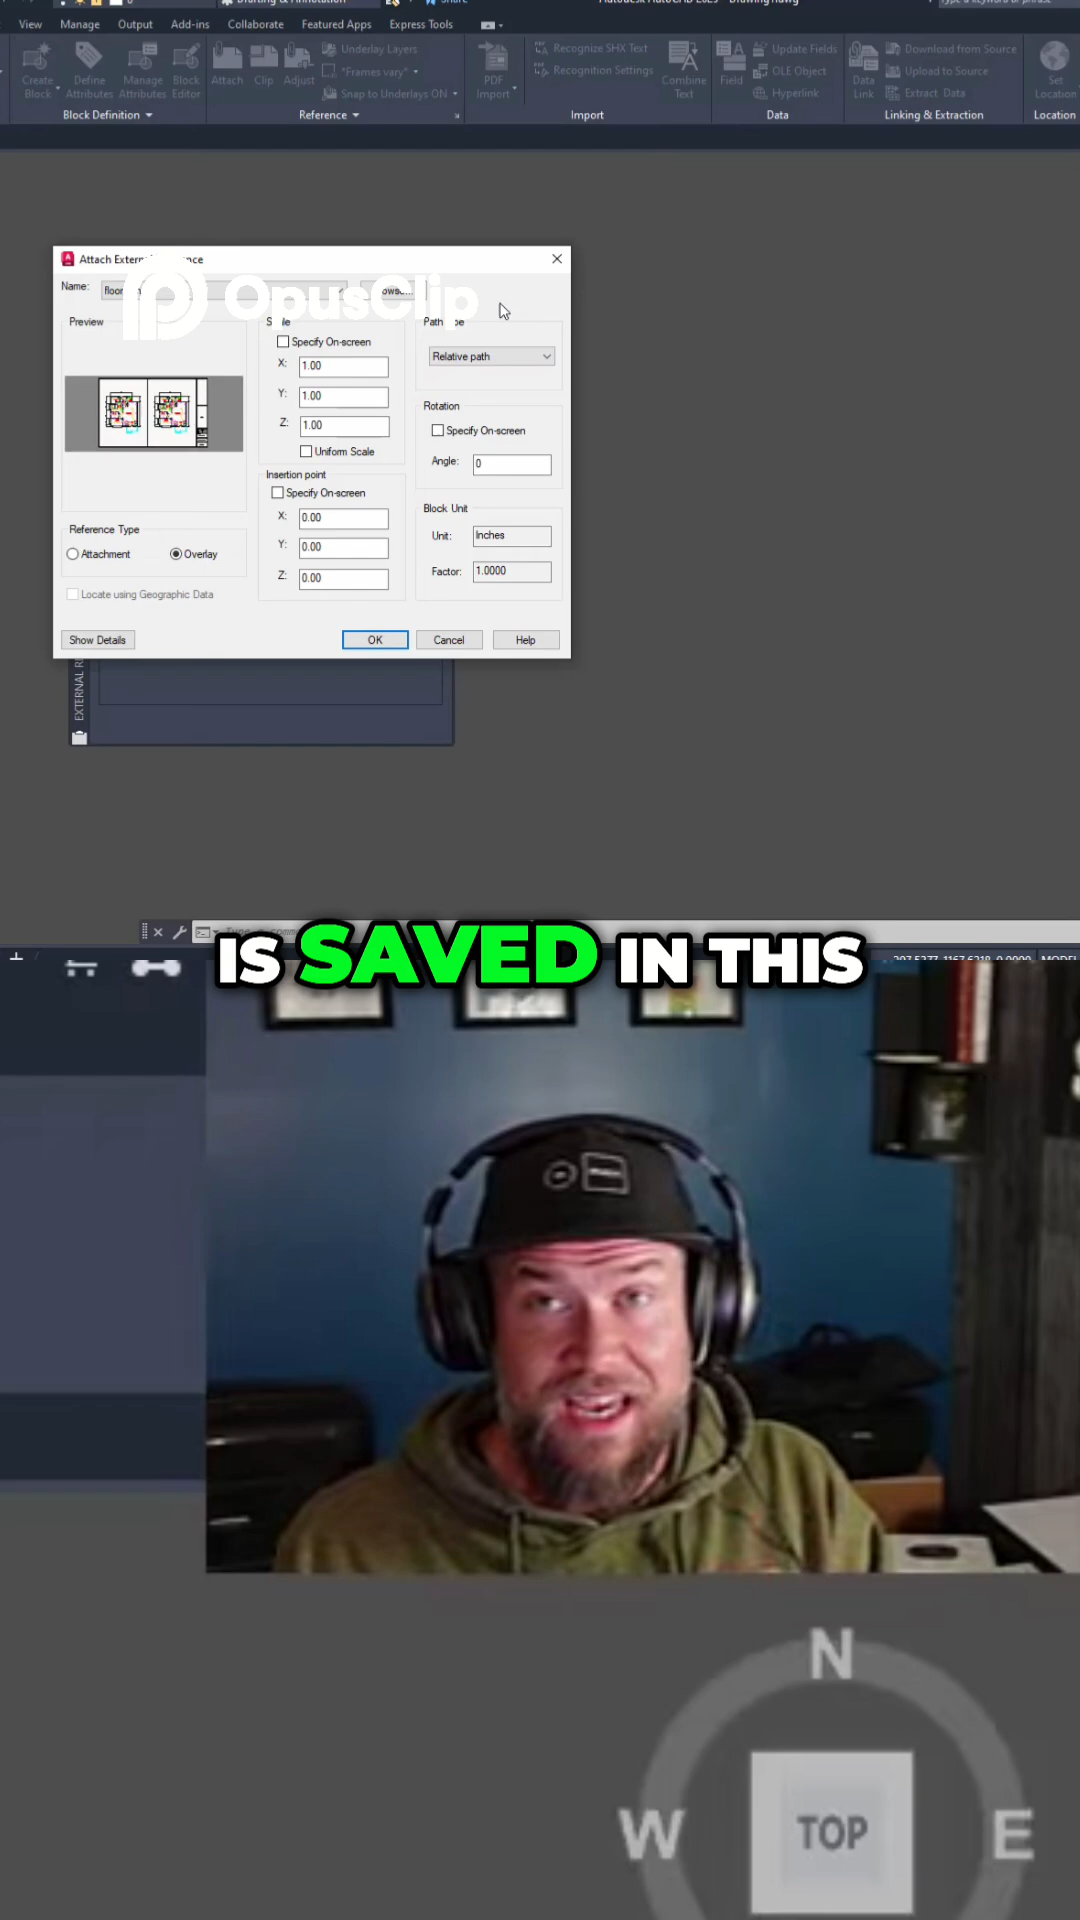 View Manage Output Add-ins Collaborate Featured Apps Express Tools
Share
Create Block
Define Attributes
Manage Attributes
Block Editor
Block Definition
Attach Clip Adjust
Underlay Layers
*Frames vary*
Snap to Underlays ON
Reference
PDF Import
Recognize SHX Text
Recognition Settings
Combine Text
Import
Field
Update Fields
OLE Object
Hyperlink
Data
Data Link
Download from Source
Upload to Source
Extract Data
Linking & Extraction
Set Location
Location
Name:
OpusClip
Preview
Specify On-screen
X: 1.00
Y: 1.00
Z: 1.00
Uniform Scale
Relative path
Rotation
Specify On-screen
Angle: 0
Insertion point
Specify On-screen
X: 0.00
Y: 0.00
Z: 0.00
Block Unit
Unit: Inches
Factor: 1.0000
Reference Type
Attachment Overlay
Locate using Geographic Data
Show Details OK Cancel Help
IS SAVED IN THIS
N
W TOP E